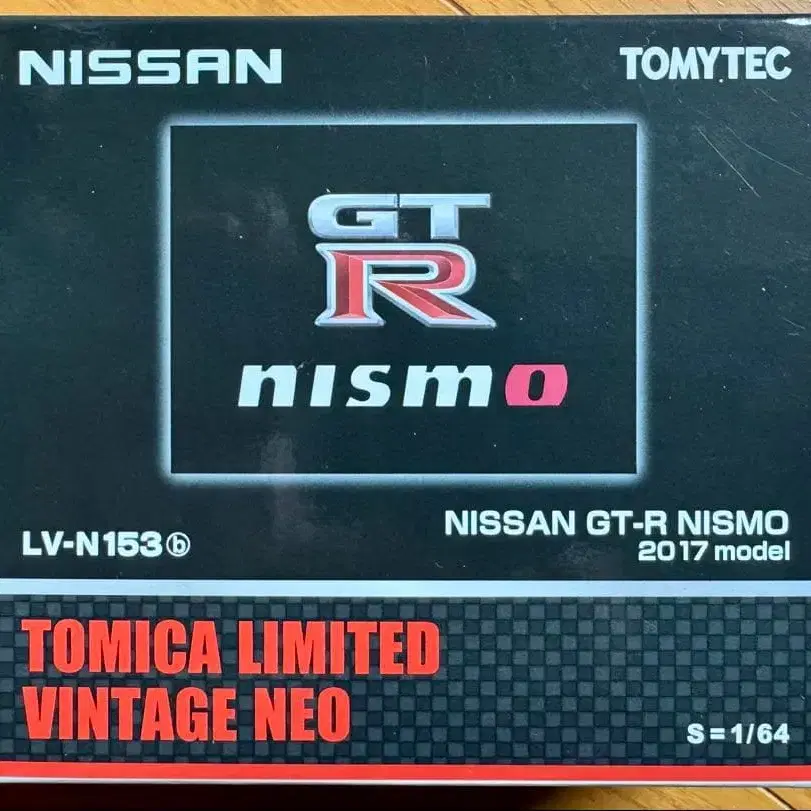 NISSAN
TOMYTEC
GT
R
nismo
LV-N153ⓑ
NISSAN GT-R NISMO
2017 model
TOMICA LIMITED
VINTAGE NEO
S=1/64